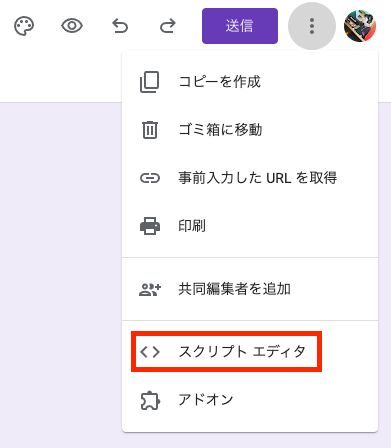 送信
コピーを作成
ゴミ箱に移動
事前入力した URL を取得
印刷
共同編集者を追加
スクリプト エディタ
アドオン